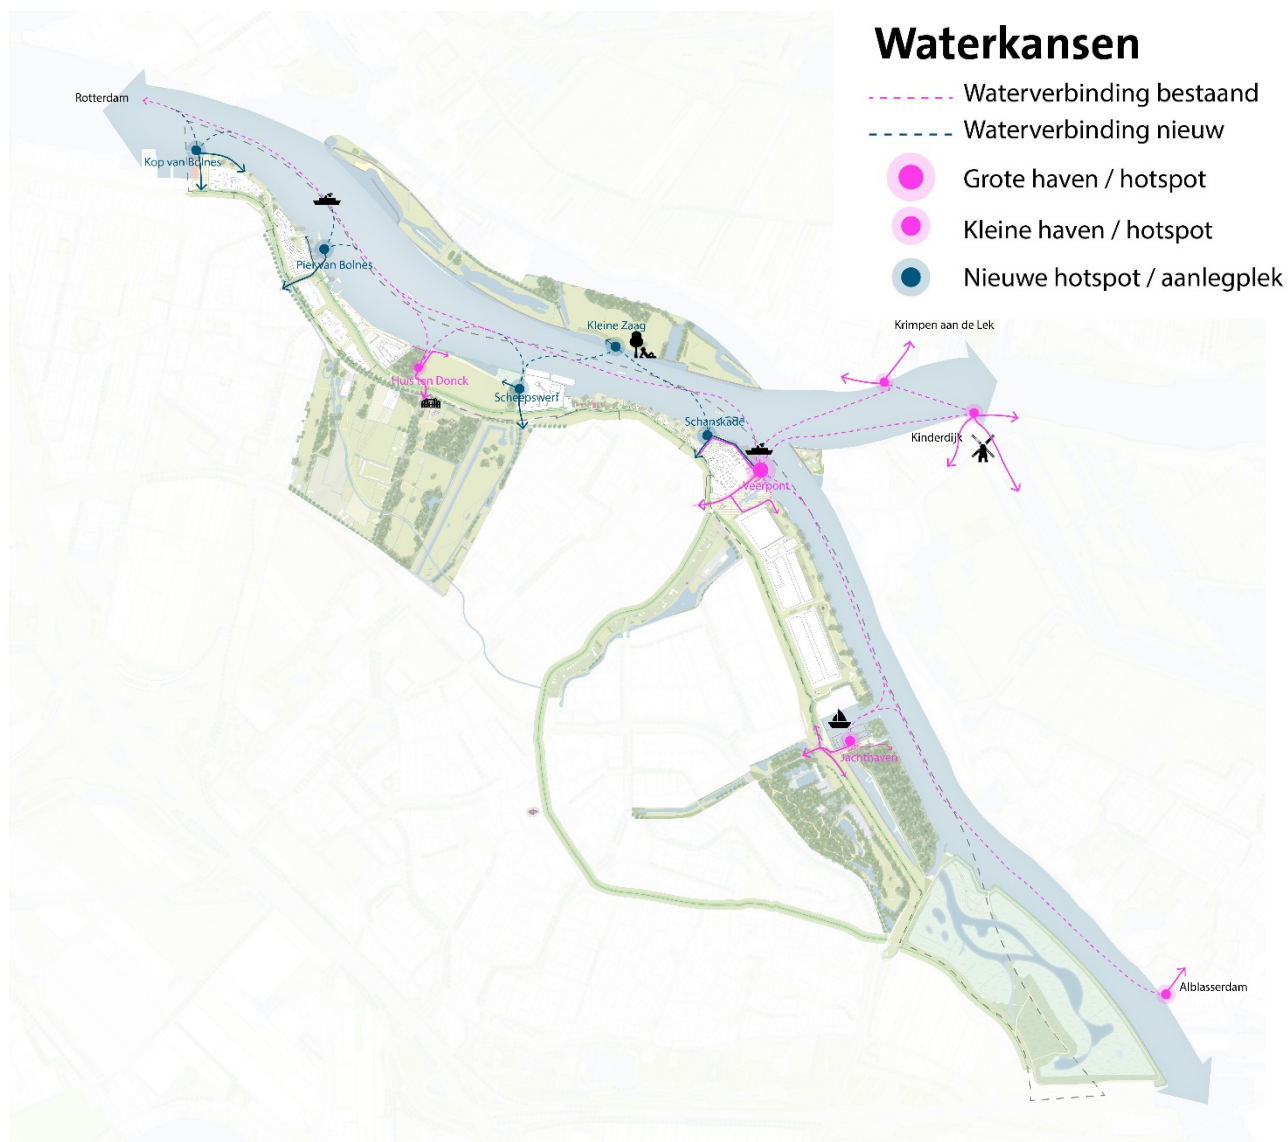 Waterkansen
Waterverbinding bestaand
Waterverbinding nieuw
Grote haven / hotspot
Kleine haven / hotspot
Nieuwe hotspot / aanlegplek
Rotterdam
Kop van Bolnes
Pier van Bolnes
Kleine Zaag
Krimpen aan de Lek
Huis ten Donck
Scheepswerf
Schanskade
Kinderdijk
Veerpont
Jachthaven
Alblasserdam